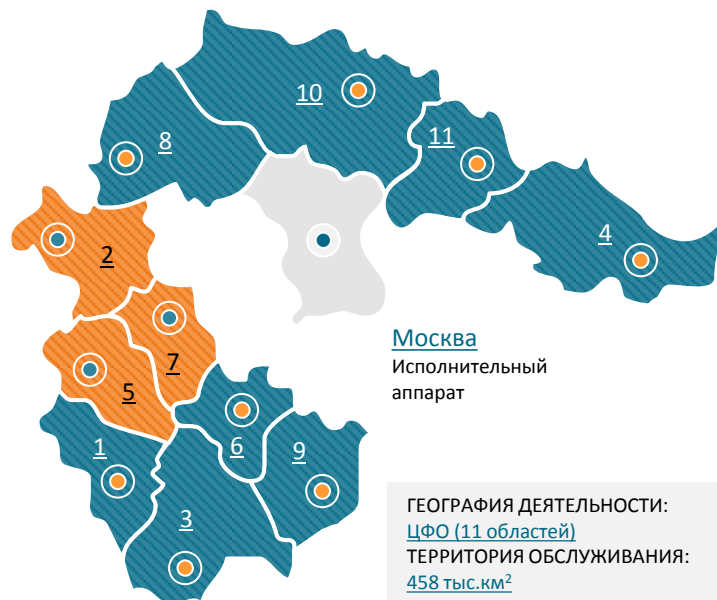 10
11
8
4
2
7
5
Москва
Исполнительный
аппарат
1
6
9
3
ГЕОГРАФИЯ ДЕЯТЕЛЬНОСТИ:
ЦФО (11 областей)
ТЕРРИТОРИЯ ОБСЛУЖИВАНИЯ:
458 тыс.км²